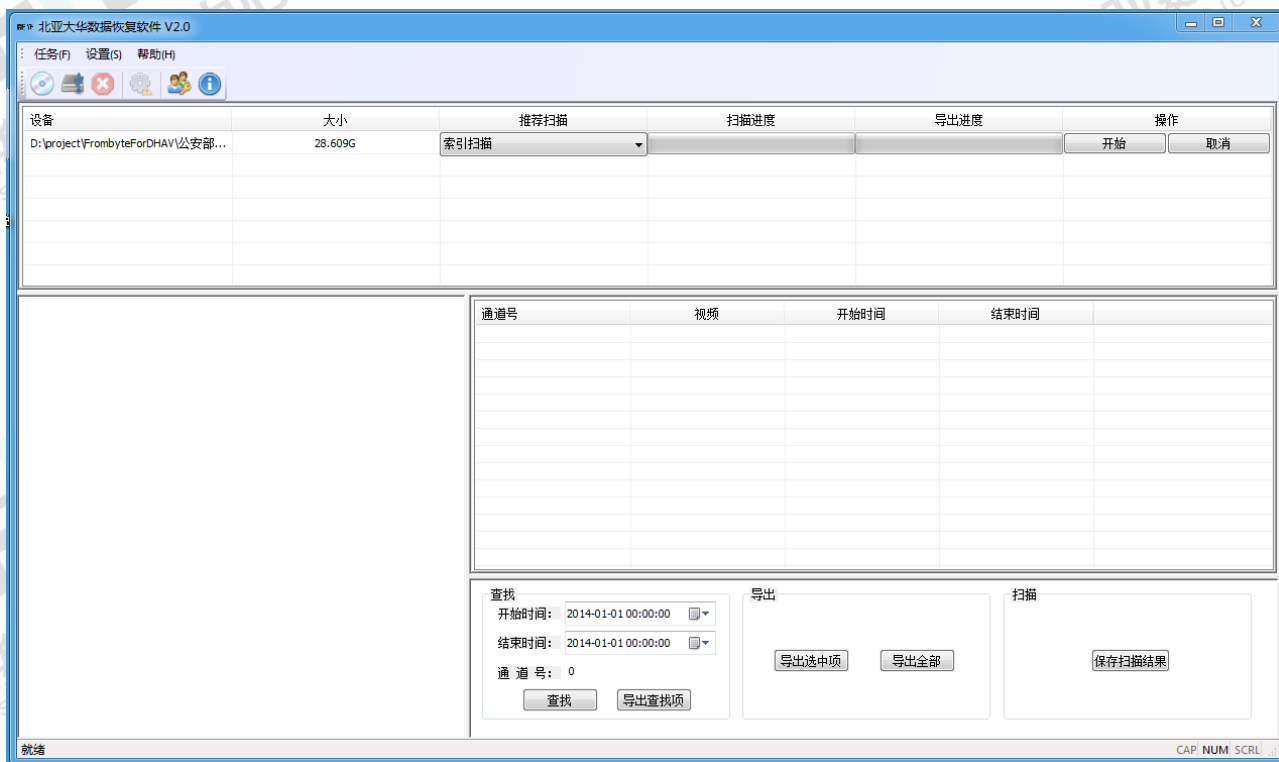 北亚大华数据恢复软件 V2.0
任务(F) 设置(S) 帮助(H)
设备 大小 推荐扫描 扫描进度 导出进度 操作
D:\project\FrombyteForDHAV\公安部... 28.609G 索引扫描 开始 取消
通道号 视频 开始时间 结束时间
查找 导出 扫描
开始时间: 2014-01-01 00:00:00
结束时间: 2014-01-01 00:00:00
导出选中项 导出全部 保存扫描结果
通 道 号: 0
查找 导出查找项
就绪 CAP NUM SCRL